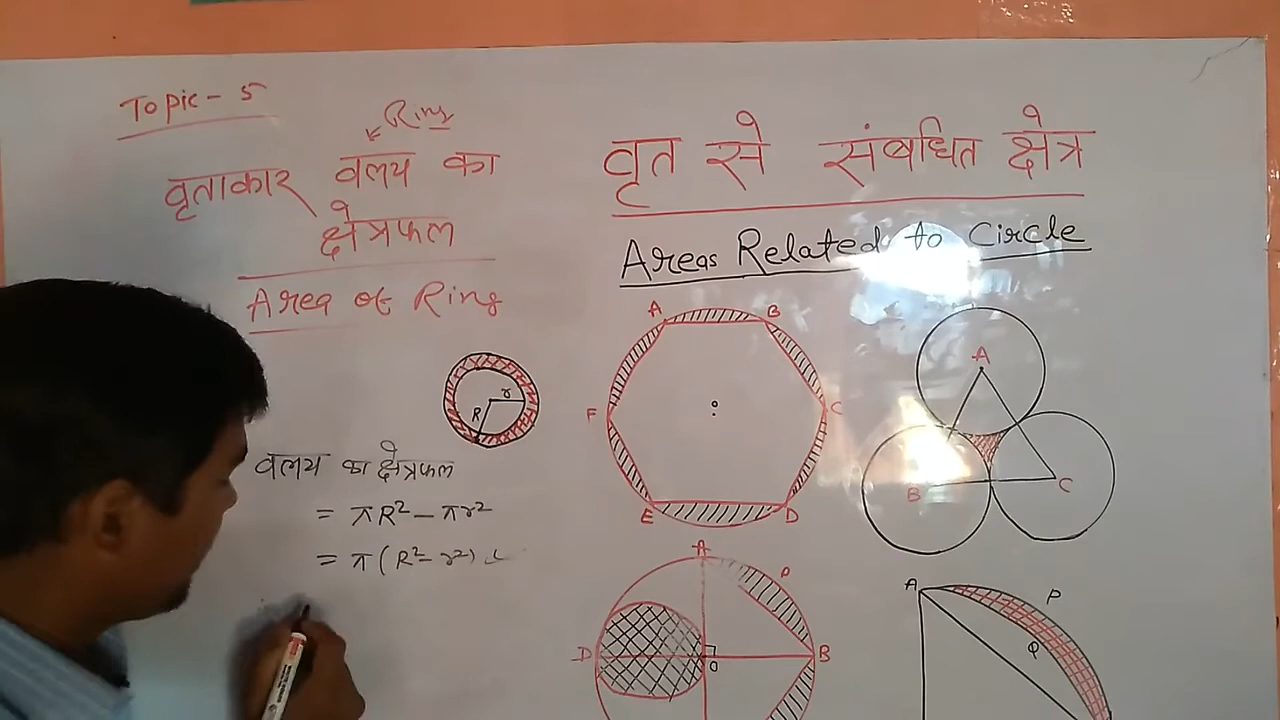 Topic - 5
Ring
वृताकार वलय का
क्षेत्रफल
Area of Ring
R r
वलय का क्षेत्रफल
= πR² - πr²
= π(R² - r²)
वृत से संबधित क्षेत्र
Areas Related to Circle
A B
F C
E D
A
B C
A P
D O B
A P
Q